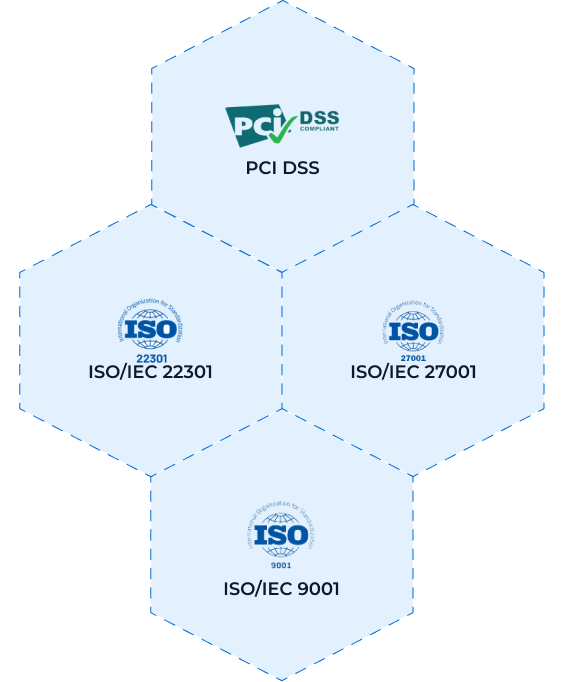 PCi DSS
COMPLIANT
PCI DSS
International Organization for Standardization
ISO
22301
ISO/IEC 22301
International Organization for Standardization
ISO
27001
ISO/IEC 27001
International Organization for Standardization
ISO
9001
ISO/IEC 9001